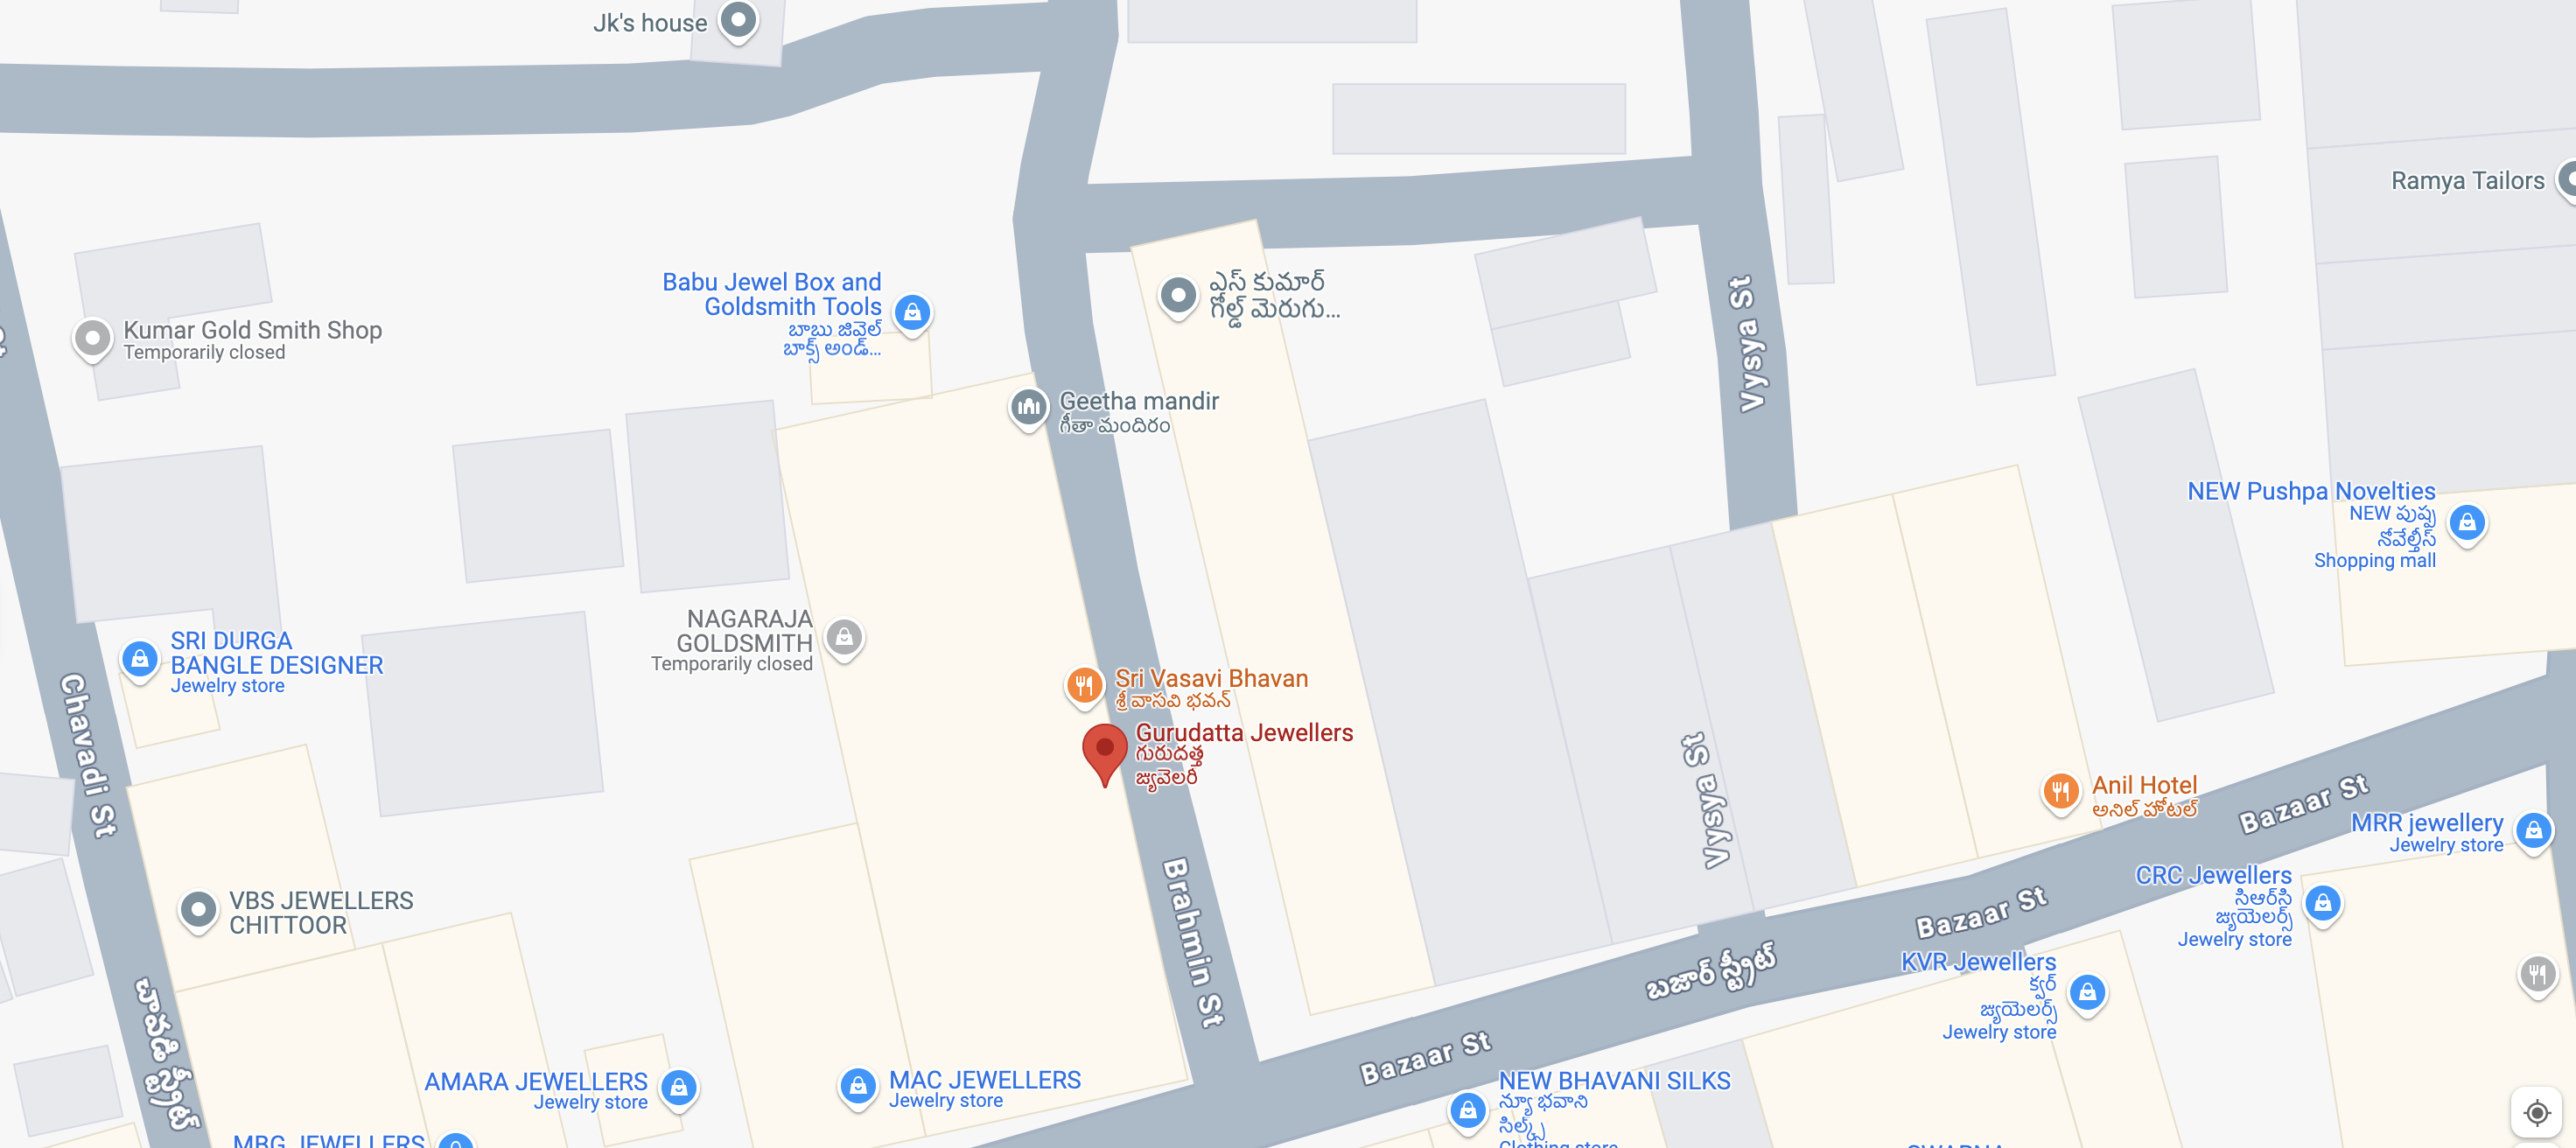 Jk's house
Ramya Tailors
Babu Jewel Box and
Goldsmith Tools
బాబు జివెల్
బాక్స్ అండ్...
ఎస్ కుమార్
గోల్డ్ మెరుగు...
Kumar Gold Smith Shop
Temporarily closed
Vysya St
Geetha mandir
గీతా మందిరం
NEW Pushpa Novelties
NEW పుష్ప
నోవేల్టీస్
Shopping mall
NAGARAJA
GOLDSMITH
Temporarily closed
SRI DURGA
BANGLE DESIGNER
Jewelry store
Sri Vasavi Bhavan
శ్రీ వాసవి భవన్
Gurudatta Jewellers
గురుదత్త
జ్యువెలరీ
Chavadi St
Vysya St
Anil Hotel
అనిల్ హోటల్
Bazaar St
MRR jewellery
Jewelry store
CRC Jewellers
సిఆర్‌సి
జ్యుయెలర్స్
Jewelry store
VBS JEWELLERS
CHITTOOR
Brahmin St
Bazaar St
బజార్ స్ట్రీట్
KVR Jewellers
క్వర్
జ్యుయెలర్స్
Jewelry store
చావడి స్ట్రీట్
Bazaar St
AMARA JEWELLERS
Jewelry store
MAC JEWELLERS
Jewelry store
NEW BHAVANI SILKS
న్యూ భవాని
సిల్క్స్
Clothing store
MBG JEWELLERS
SWARNA